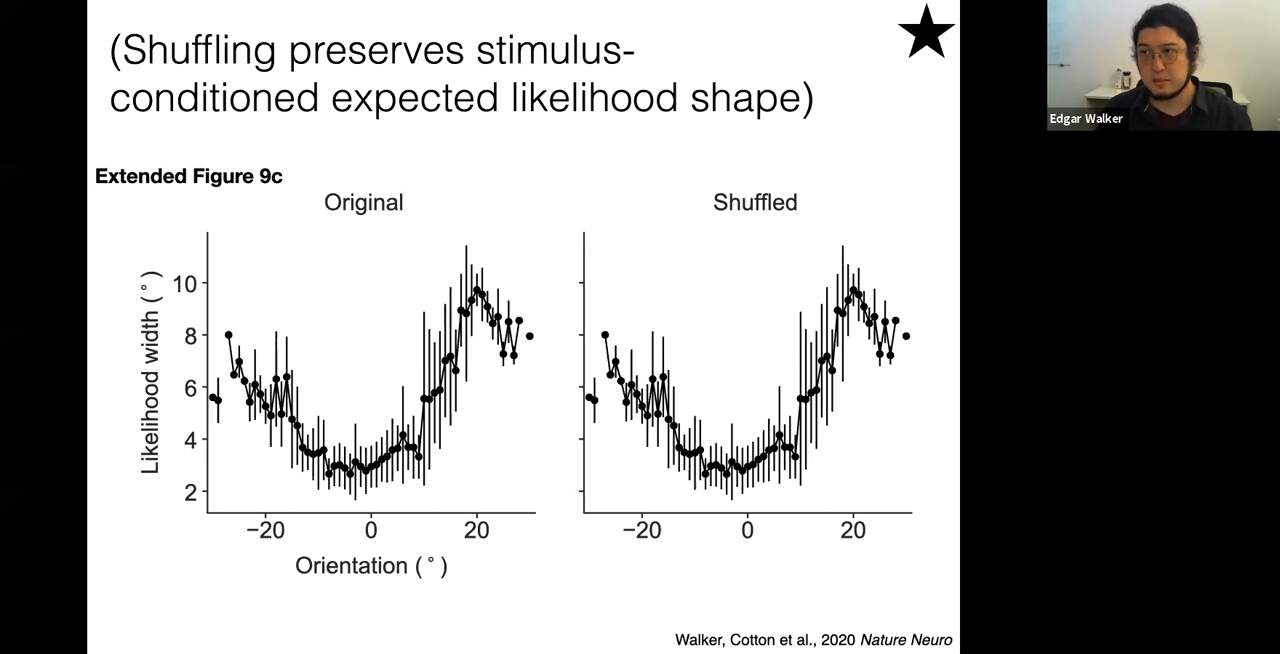 (Shuffling preserves stimulus-
conditioned expected likelihood shape)
Edgar Walker
Extended Figure 9c
Original
Shuffled
Likelihood width (°)
10
8
6
4
2
−20 0 20
−20 0 20
Orientation (°)
Walker, Cotton et al., 2020 Nature Neuro